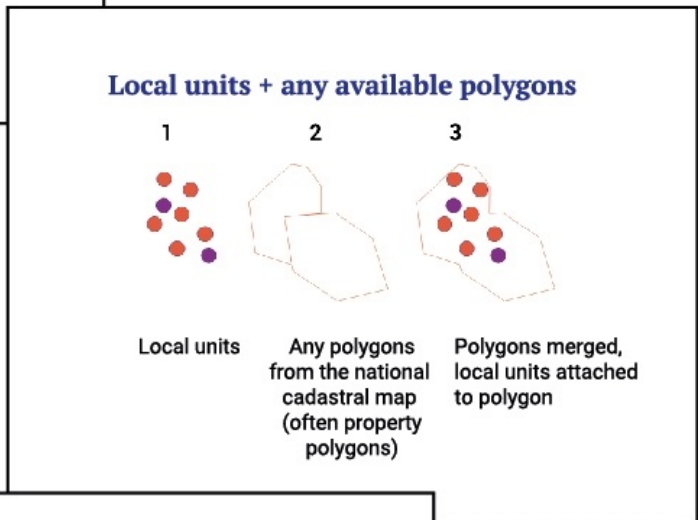 Local units + any available polygons
1 2 3
Local units
Any polygons
from the national
cadastral map
(often property
polygons)
Polygons merged,
local units attached
to polygon